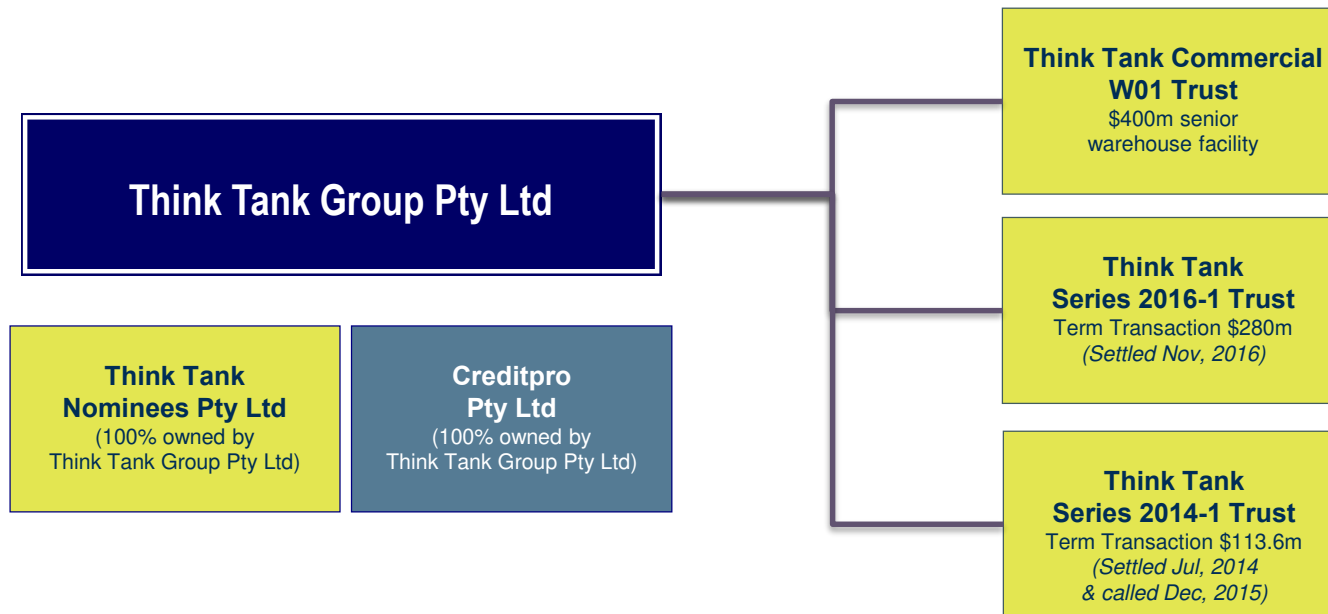 Think Tank Group Pty Ltd
Think Tank
Nominees Pty Ltd
(100% owned by
Think Tank Group Pty Ltd)
Creditpro
Pty Ltd
(100% owned by
Think Tank Group Pty Ltd)
Think Tank Commercial
W01 Trust
$400m senior
warehouse facility
Think Tank
Series 2016-1 Trust
Term Transaction $280m
(Settled Nov, 2016)
Think Tank
Series 2014-1 Trust
Term Transaction $113.6m
(Settled Jul, 2014
& called Dec, 2015)